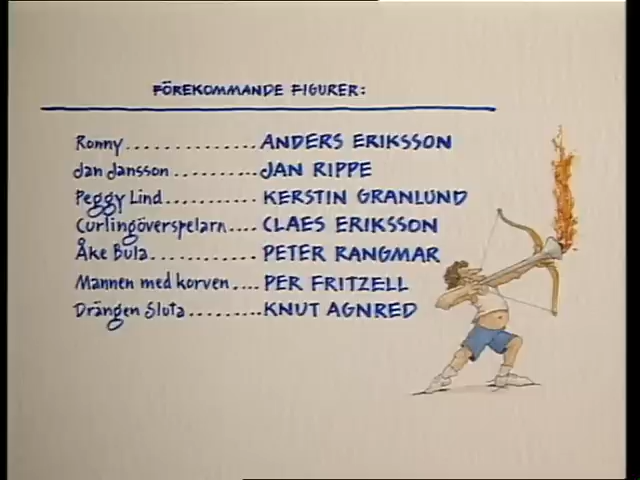 FÖREKOMMANDE FIGURER:
Ronny.............. ANDERS ERIKSSON
Jan Jansson.......... JAN RIPPE
Peggy Lind.......... KERSTIN GRANLUND
Curlingöverspelarn.... CLAES ERIKSSON
Åke Bula............ PETER RANGMAR
Mannen med korven.... PER FRITZELL
Drängen Sluta.........KNUT AGNRED